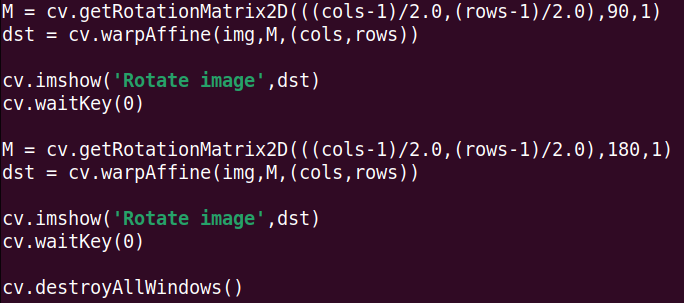 M = cv.getRotationMatrix2D(((cols-1)/2.0,(rows-1)/2.0),90,1)
dst = cv.warpAffine(img,M,(cols,rows))
cv.imshow('Rotate image',dst)
cv.waitKey(0)
M = cv.getRotationMatrix2D(((cols-1)/2.0,(rows-1)/2.0),180,1)
dst = cv.warpAffine(img,M,(cols,rows))
cv.imshow('Rotate image',dst)
cv.waitKey(0)
cv.destroyAllWindows()